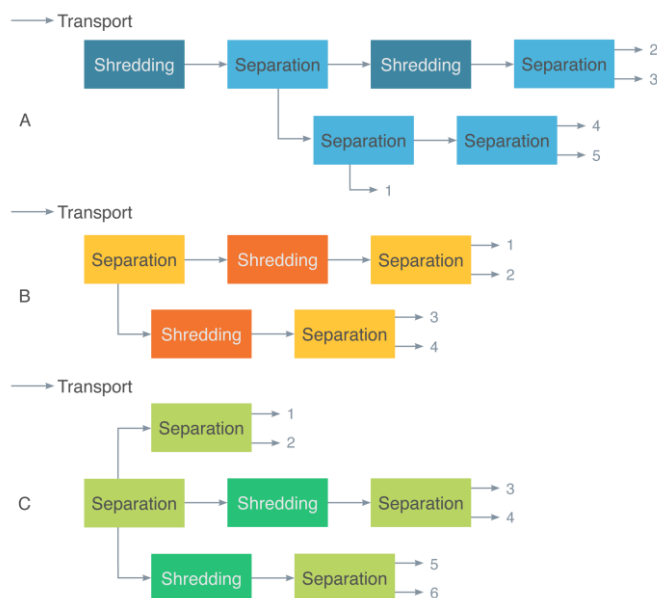 Transport
Shredding Separation Shredding Separation 2
3
A
Separation Separation 4
5
1
Transport
Separation Shredding Separation 1
2
B
Shredding Separation 3
4
Transport
Separation 1
2
C Separation Shredding Separation 3
4
Shredding Separation 5
6